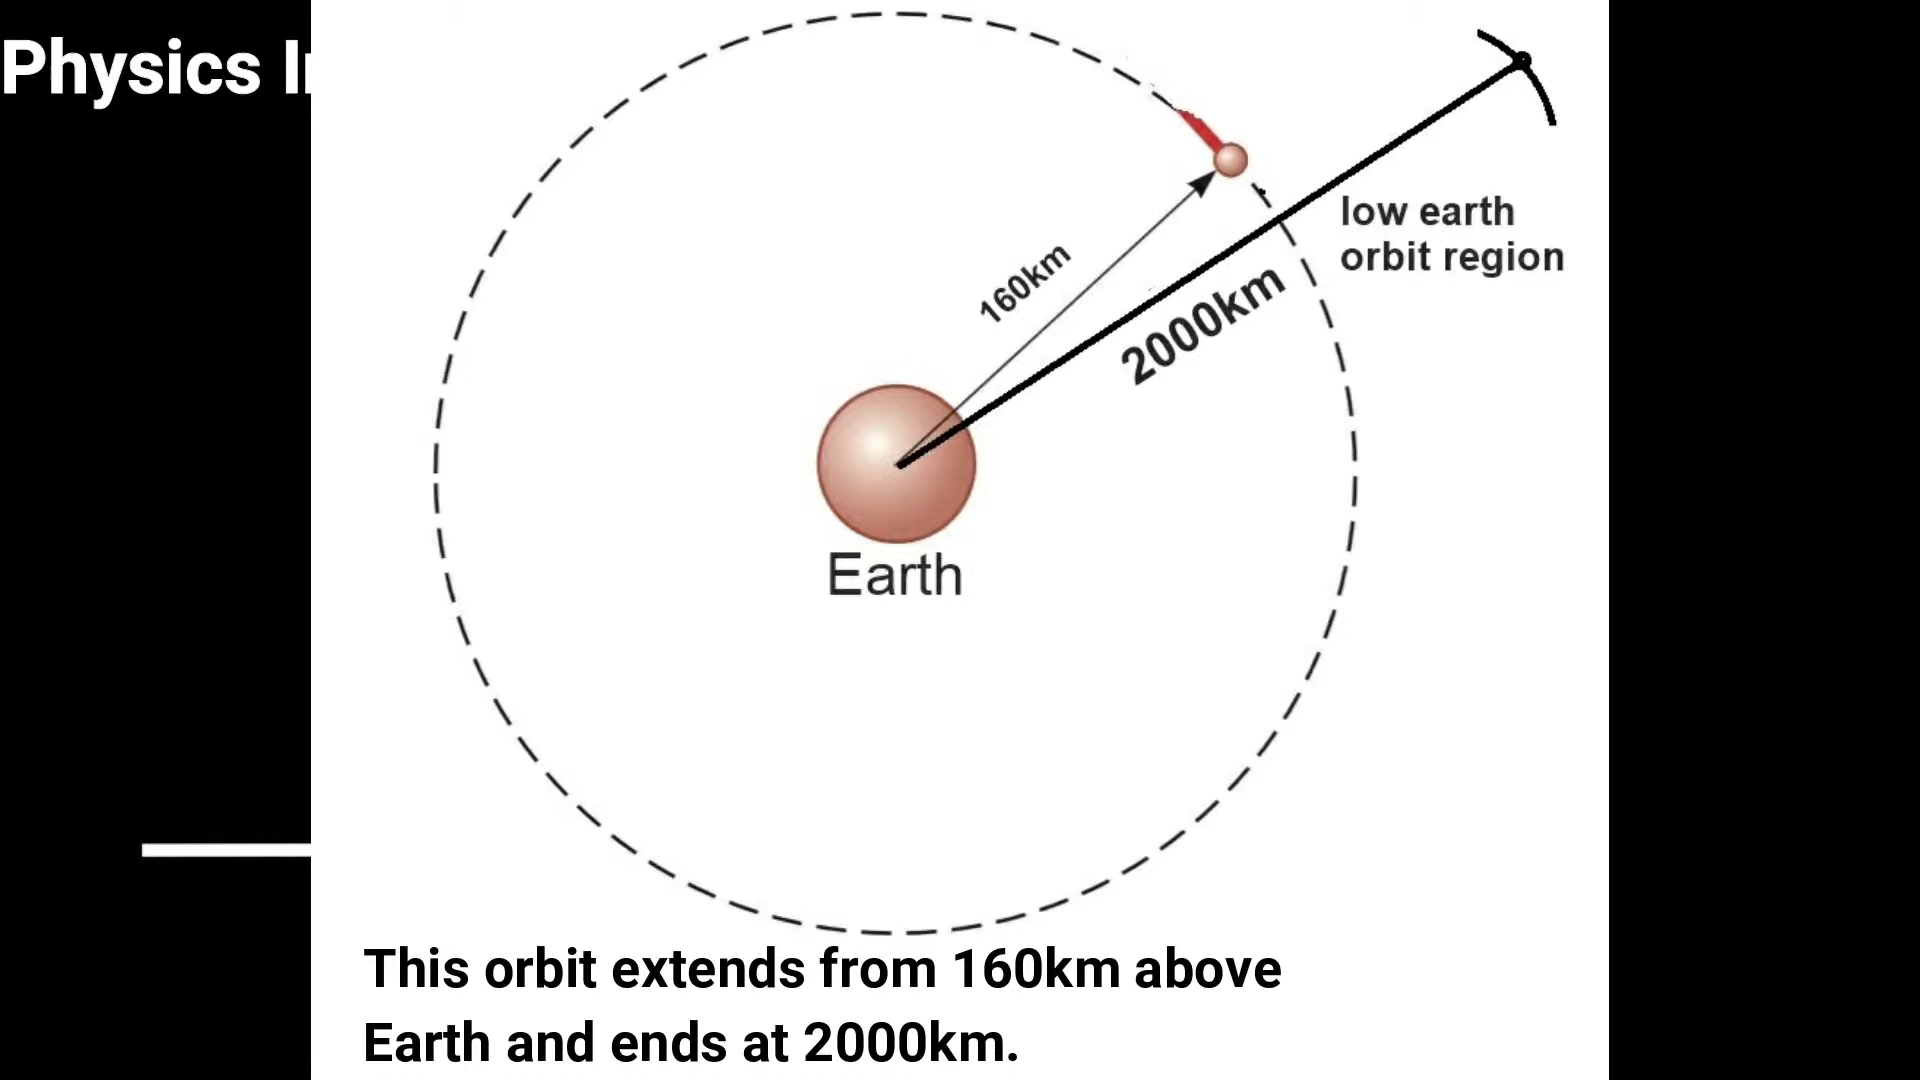 Physics I
160km
low earth
orbit region
2000km
Earth
This orbit extends from 160km above
Earth and ends at 2000km.